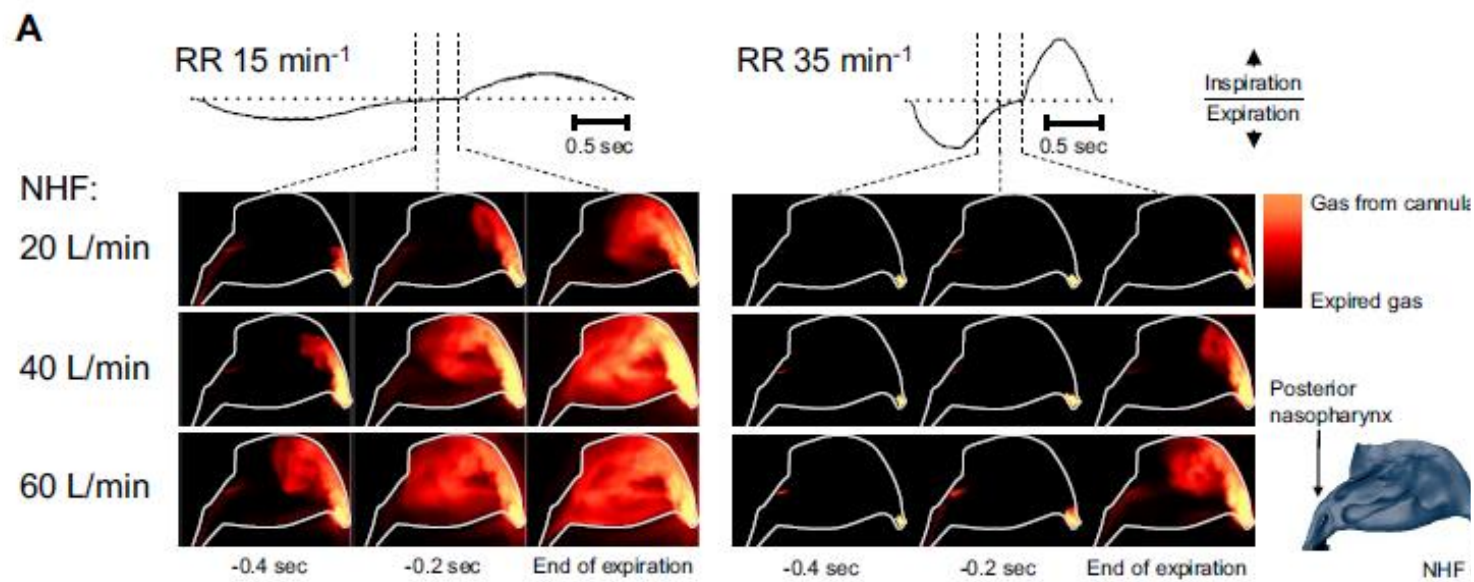 A
RR 15 min-1
RR 35 min-1
Inspiration
Expiration
0.5 sec
0.5 sec
NHF:
20 L/min
Gas from cannula
Expired gas
40 L/min
Posterior
nasopharynx
60 L/min
-0.4 sec
-0.2 sec
End of expiration
-0.4 sec
-0.2 sec
End of expiration
NHF